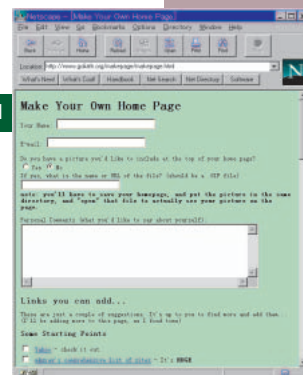 Netscape - [Make Your Own Home Page]
File Edit View Go Bookmarks Options Directory Window Help
Back Home Reload Open Print Find
Location: http://www.goliath.org/makepage/makepage.html
What's New! What's Cool! Handbook Net Search Net Directory Software
N
Make Your Own Home Page
Your Name:
E-mail:
Do you have a picture you'd like to include at the top of your home page?
Yes No
If yes, what is the name or URL of the file? (should be a .GIF file)
note: you'll have to save your homepage, and put the picture in the same
directory, and "open" that file to actually see your picture on the
page.
Personal Comments (what you'd like to say about yourself):
Links you can add...
These are just a couple of suggestions. It's up to you to find more and add them...
(I'll be adding more to this page, as I find them)
Some Starting Points
Yahoo - check it out.
comprehensive list of sites - It's HUGE